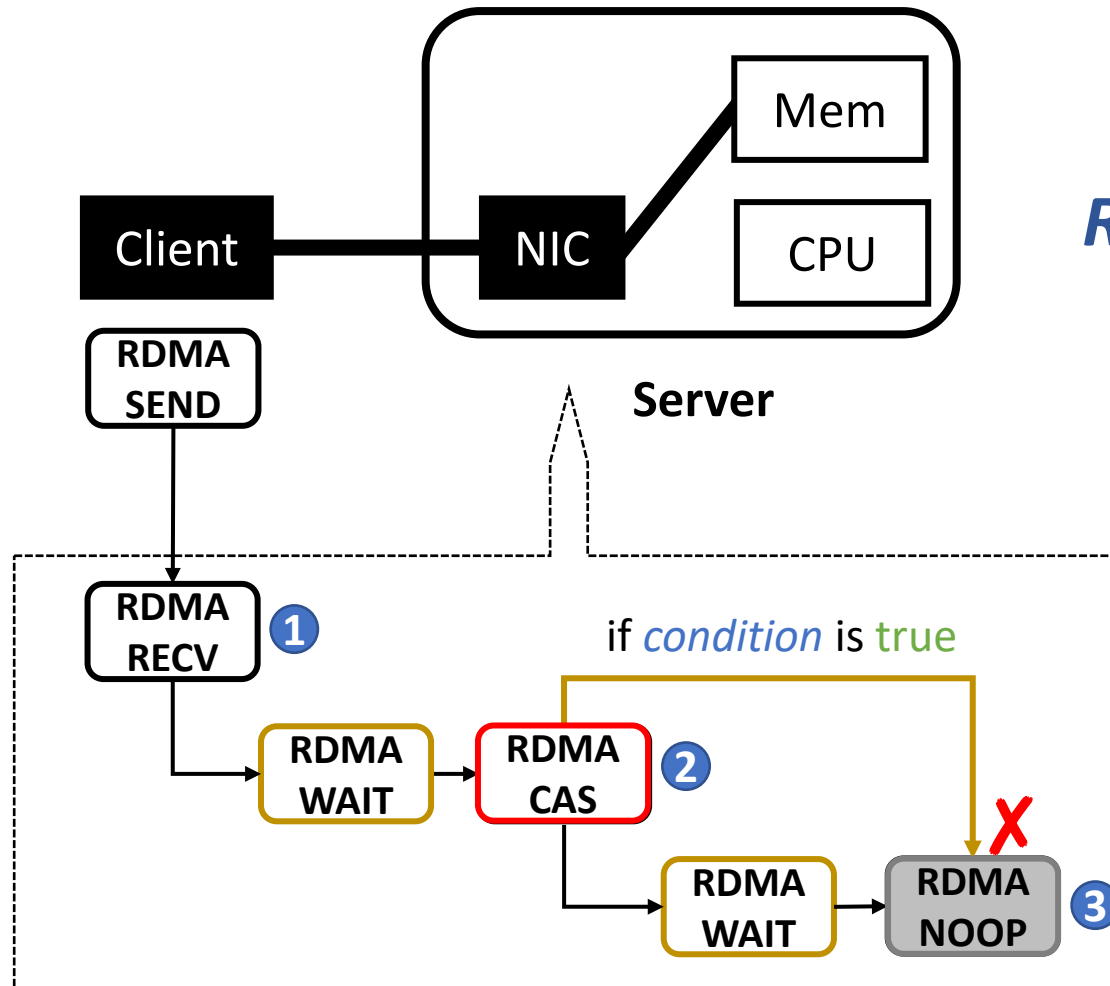 Mem
Client
NIC
CPU
R
RDMA
SEND
Server
RDMA
RECV
1
if condition is true
RDMA
WAIT
RDMA
CAS
2
✗
RDMA
WAIT
RDMA
NOOP
3